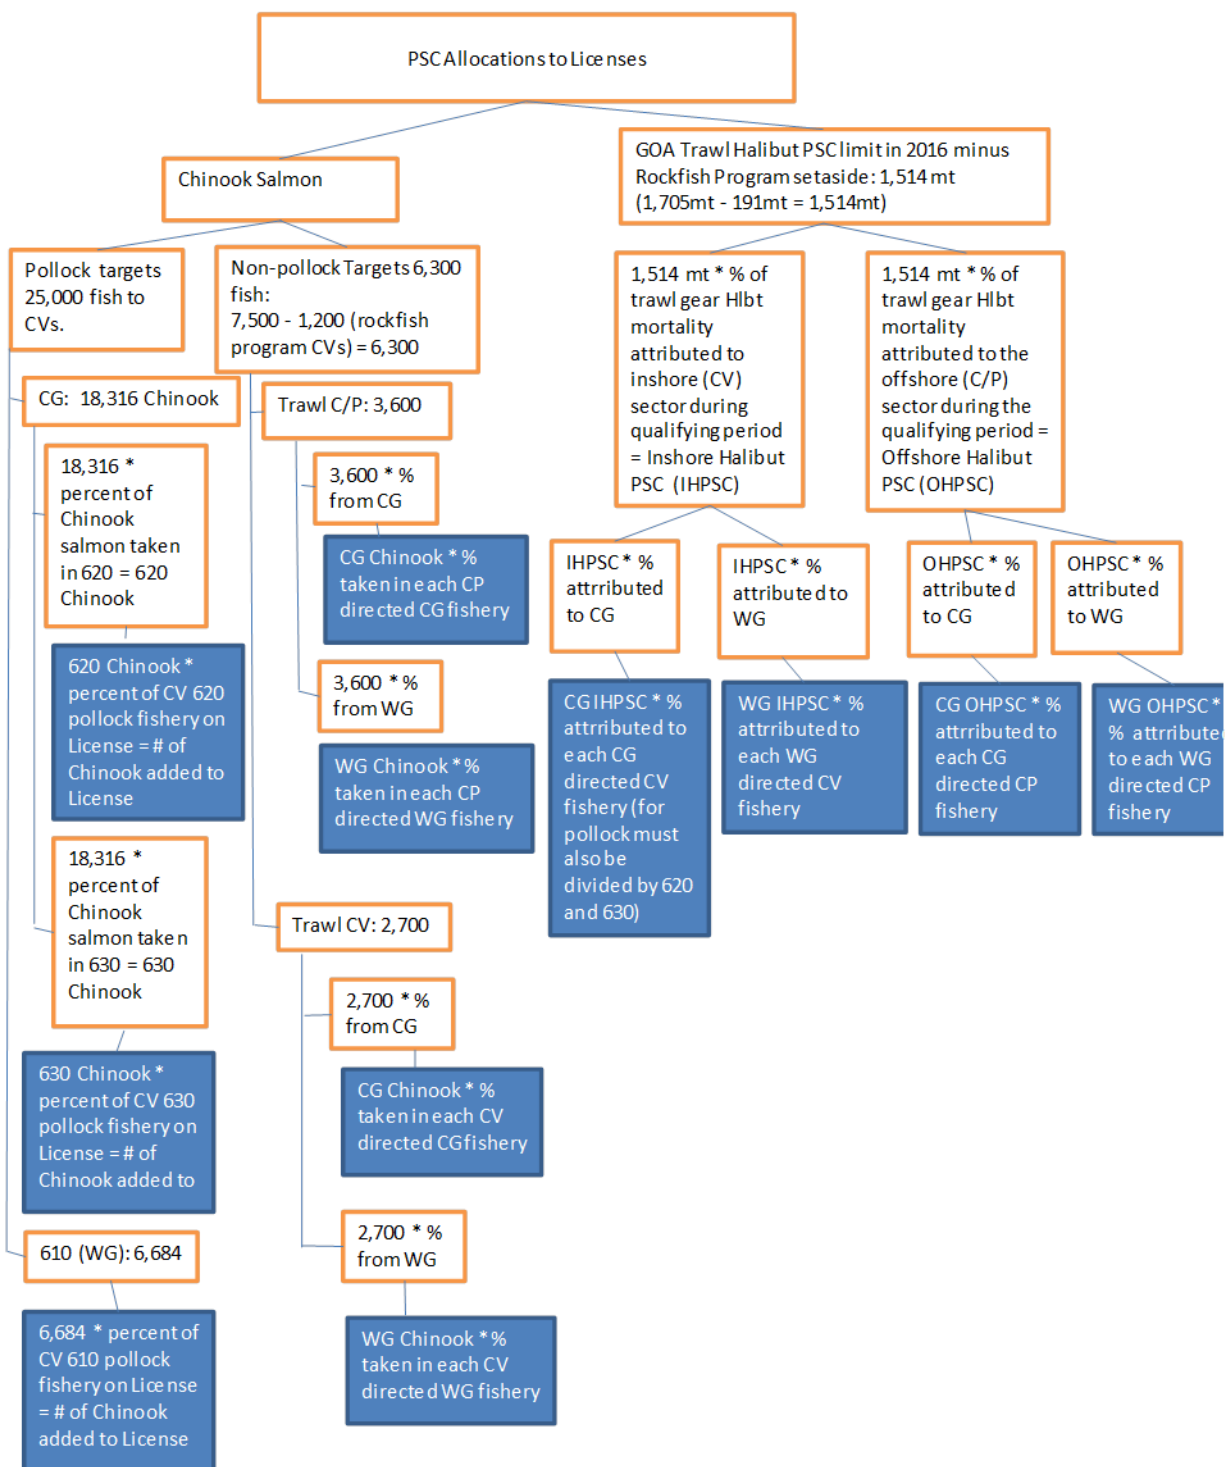 PSC Allocations to Licenses
Chinook Salmon
GOA Trawl Halibut PSC limit in 2016 minus
Rockfish Program setaside: 1,514 mt
(1,705mt - 191mt = 1,514mt)
Pollock targets
25,000 fish to
CVs.
Non-pollock Targets 6,300
fish:
7,500 - 1,200 (rockfish
program CVs) = 6,300
1,514 mt * % of
trawl gear Hlbt
mortality
attributed to
inshore (CV)
sector during
qualifying period
= Inshore Halibut
PSC (IHPSC)
1,514 mt * % of
trawl gear Hlbt
mortality
attributed to the
offshore (C/P)
sector during the
qualifying period =
Offshore Halibut
PSC (OHPSC)
CG: 18,316 Chinook
Trawl C/P: 3,600
18,316 *
percent of
Chinook
salmon taken
in 620 = 620
Chinook
3,600 * %
from CG
CG Chinook * %
taken in each CP
directed CG fishery
IHPSC * %
attrributed
to CG
IHPSC * %
attributed to
WG
OHPSC * %
attributed
to CG
OHPSC * %
attributed
to WG
620 Chinook *
percent of CV 620
pollock fishery on
License = # of
Chinook added to
License
3,600 * %
from WG
WG Chinook * %
taken in each CP
directed WG fishery
CG IHPSC * %
attrributed to
each CG
directed CV
fishery (for
pollock must
also be
divided by 620
and 630)
WG IHPSC * %
attrributed to
each WG
directed CV
fishery
CG OHPSC * %
attrributed to
each CG
directed CP
fishery
WG OHPSC *
% attrributed
to each WG
directed CP
fishery
18,316 *
percent of
Chinook
salmon taken
in 630 = 630
Chinook
Trawl CV: 2,700
2,700 * %
from CG
630 Chinook *
percent of CV 630
pollock fishery on
License = # of
Chinook added to
CG Chinook * %
taken in each CV
directed CG fishery
610 (WG): 6,684
2,700 * %
from WG
6,684 * percent of
CV 610 pollock
fishery on License
= # of Chinook
added to License
WG Chinook * %
taken in each CV
directed WG fishery